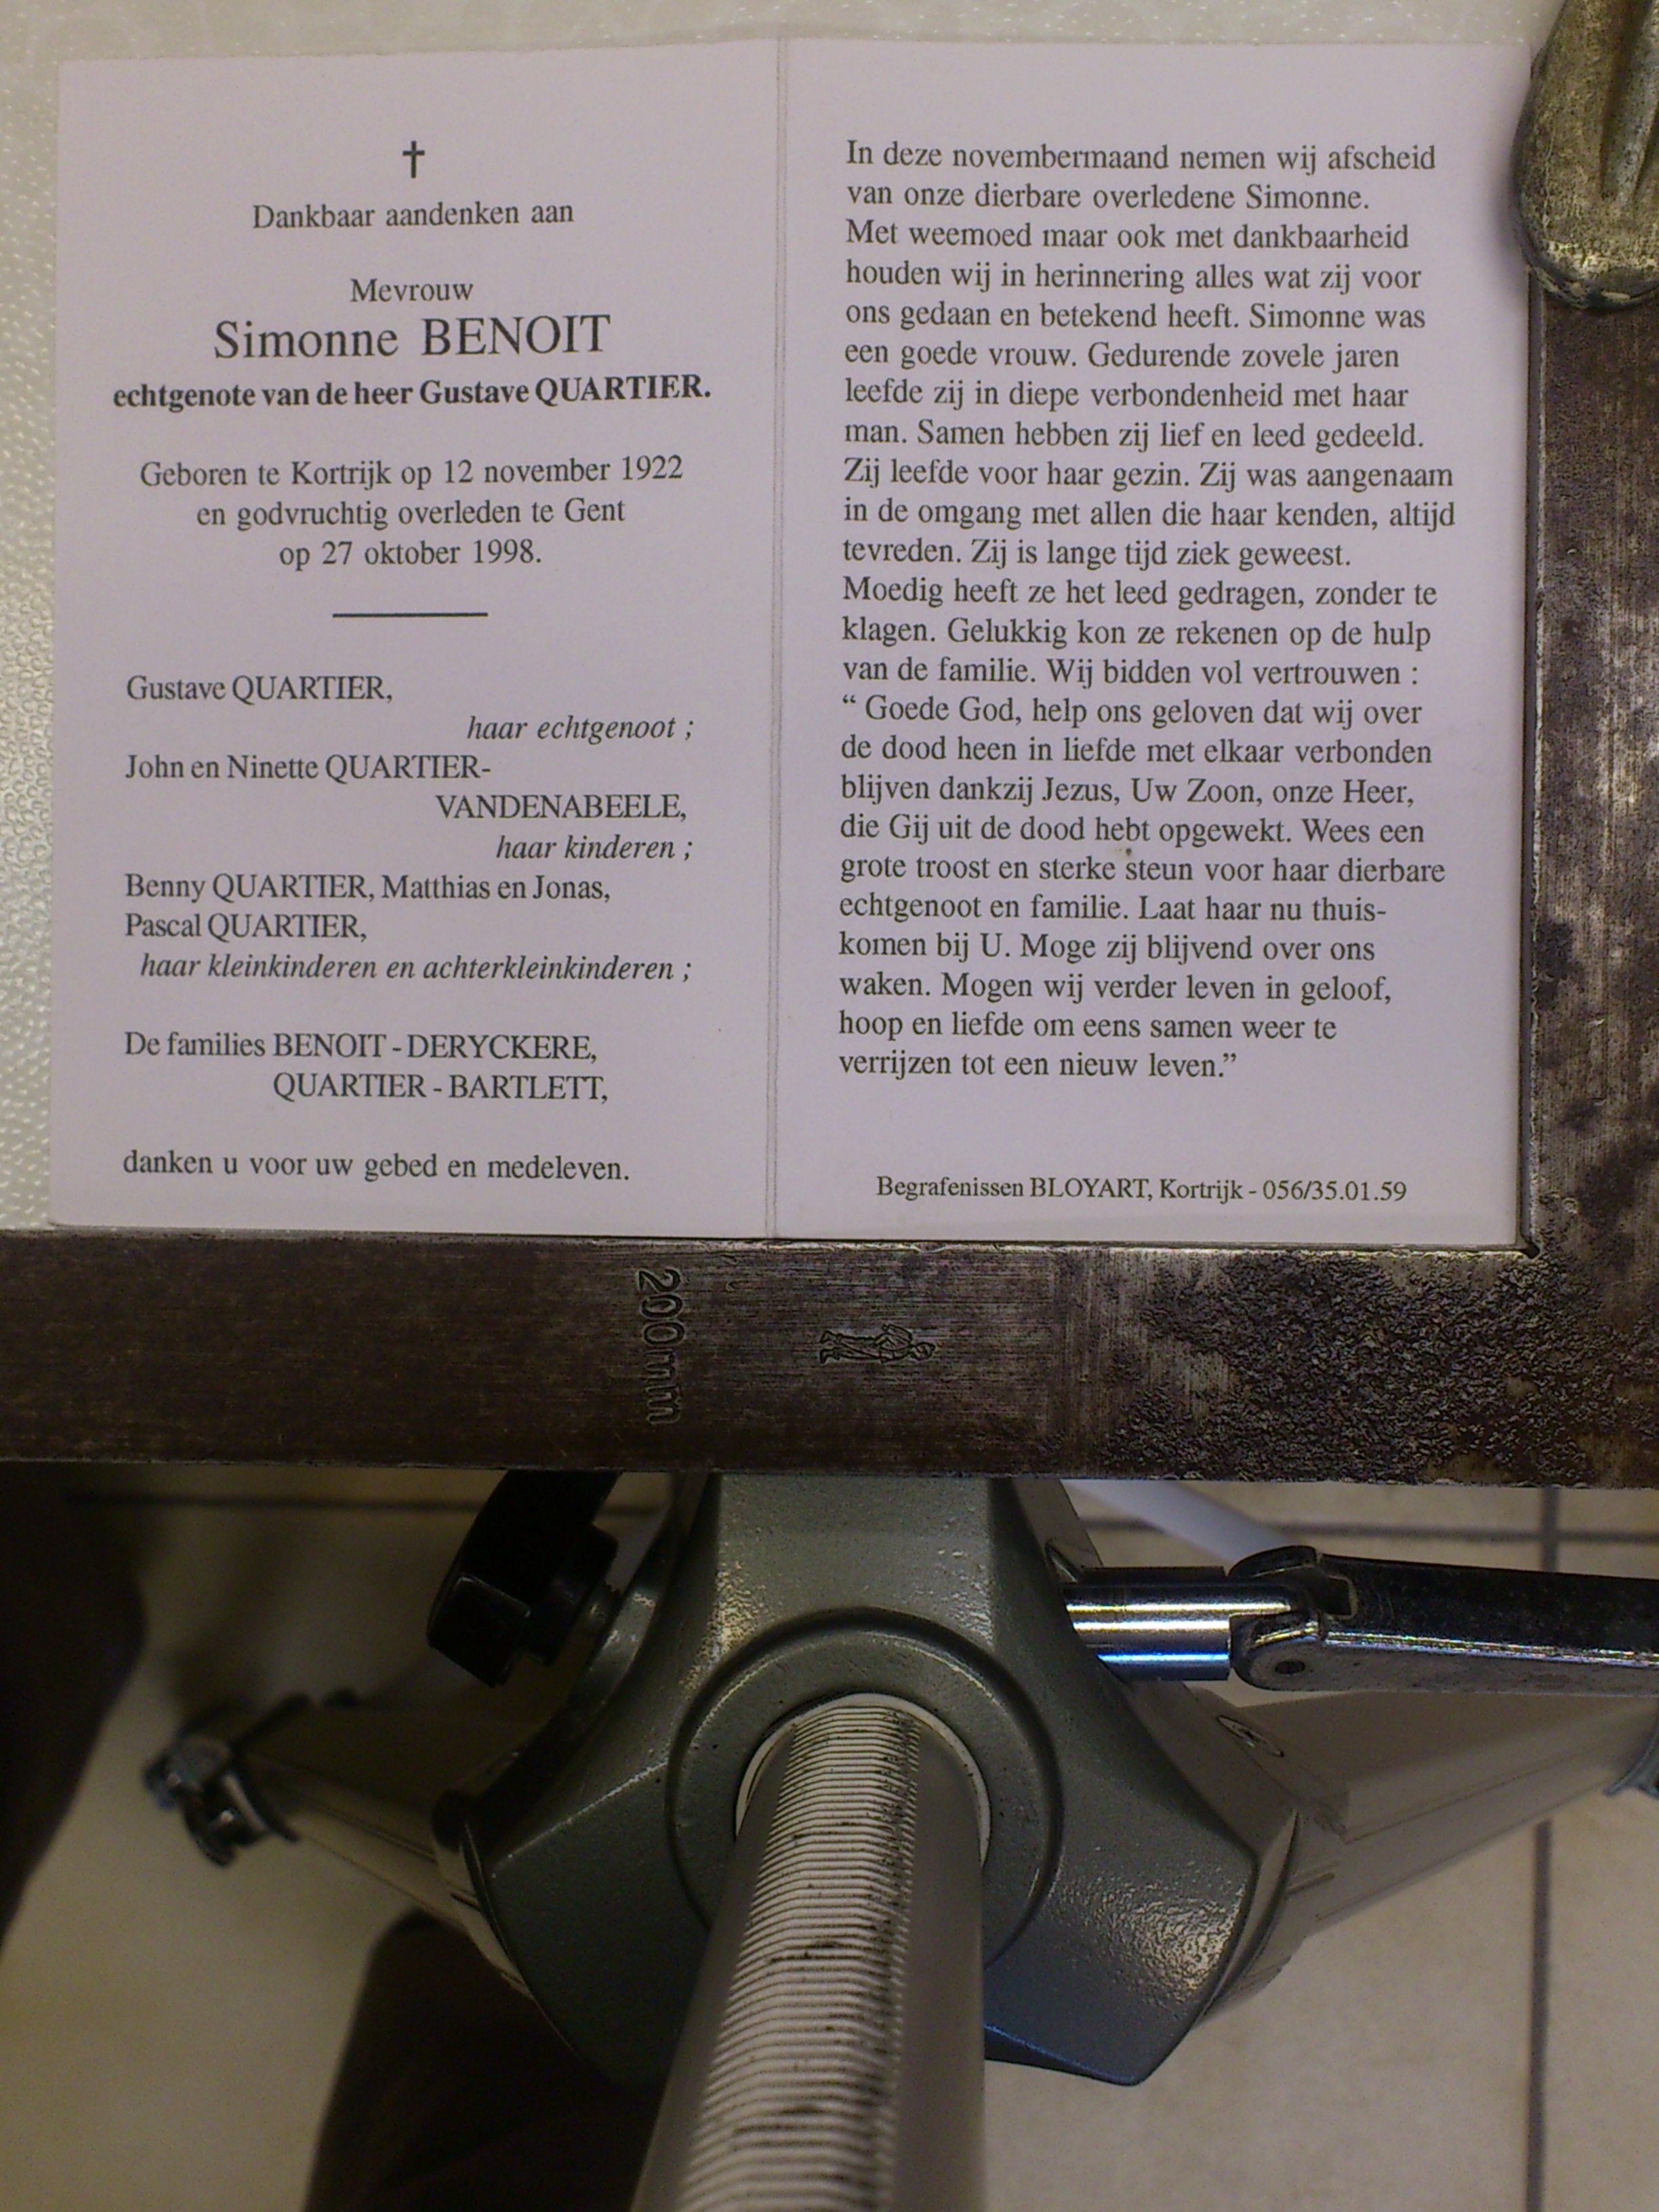 Dankbaar aandenken aan
Mevrouw
Simonne BENOIT
echtgenote van de heer Gustave QUARTIER.
Geboren te Kortrijk op 12 november 1922
en godvruchtig overleden te Gent
op 27 oktober 1998.
Gustave QUARTIER,
haar echtgenoot ;
John en Ninette QUARTIER-
VANDENABEELE,
haar kinderen ;
Benny QUARTIER, Matthias en Jonas,
Pascal QUARTIER,
haar kleinkinderen en achterkleinkinderen ;
De families BENOIT - DERYCKERE,
QUARTIER - BARTLETT,
danken u voor uw gebed en medeleven.
In deze novembermaand nemen wij afscheid
van onze dierbare overledene Simonne.
Met weemoed maar ook met dankbaarheid
houden wij in herinnering alles wat zij voor
ons gedaan en betekend heeft. Simonne was
een goede vrouw. Gedurende zovele jaren
leefde zij in diepe verbondenheid met haar
man. Samen hebben zij lief en leed gedeeld.
Zij leefde voor haar gezin. Zij was aangenaam
in de omgang met allen die haar kenden, altijd
tevreden. Zij is lange tijd ziek geweest.
Moedig heeft ze het leed gedragen, zonder te
klagen. Gelukkig kon ze rekenen op de hulp
van de familie. Wij bidden vol vertrouwen :
“ Goede God, help ons geloven dat wij over
de dood heen in liefde met elkaar verbonden
blijven dankzij Jezus, Uw Zoon, onze Heer,
die Gij uit de dood hebt opgewekt. Wees een
grote troost en sterke steun voor haar dierbare
echtgenoot en familie. Laat haar nu thuis-
komen bij U. Moge zij blijvend over ons
waken. Mogen wij verder leven in geloof,
hoop en liefde om eens samen weer te
verrijzen tot een nieuw leven.”
Begrafenissen BLOYART, Kortrijk - 056/35.01.59
200mm